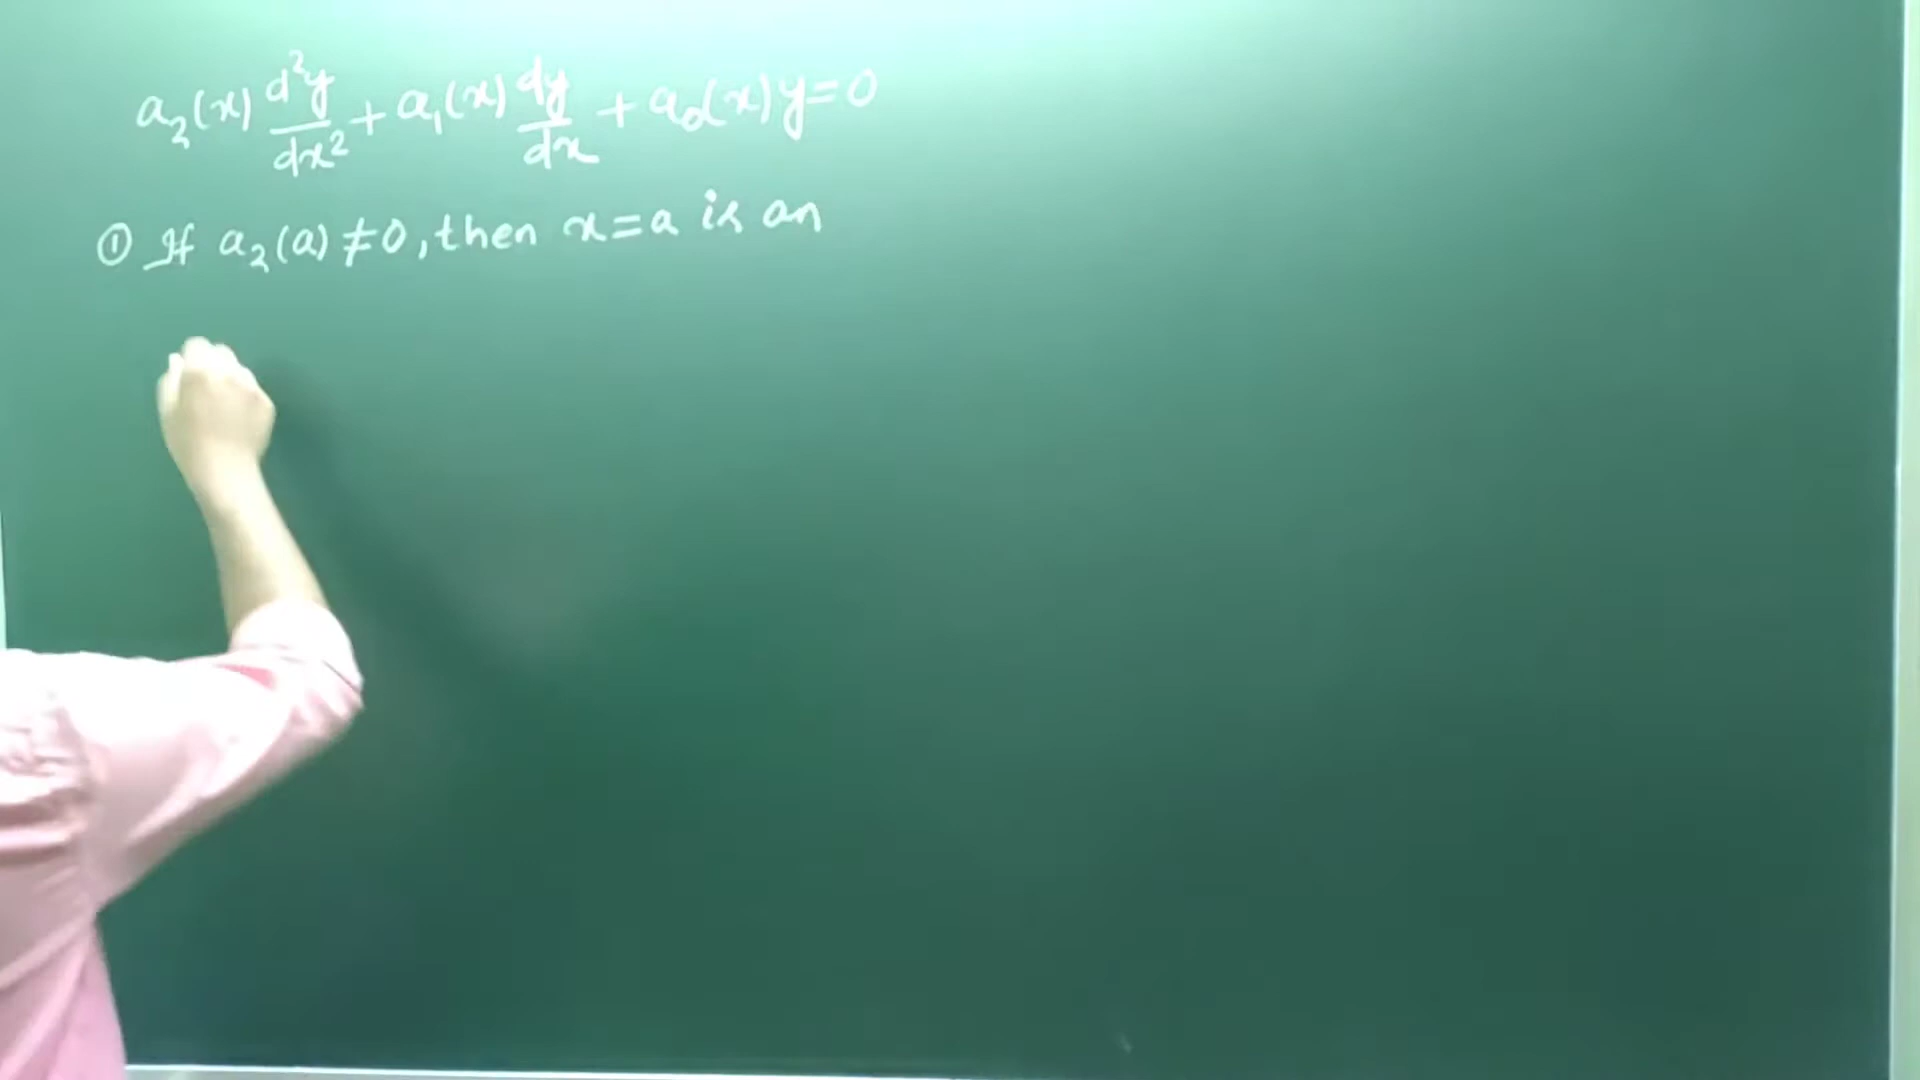 a₂(x) d²y/dx² + a₁(x) dy/dx + a₀(x)y=0
① If a₂(a) ≠ 0, then x=a is an